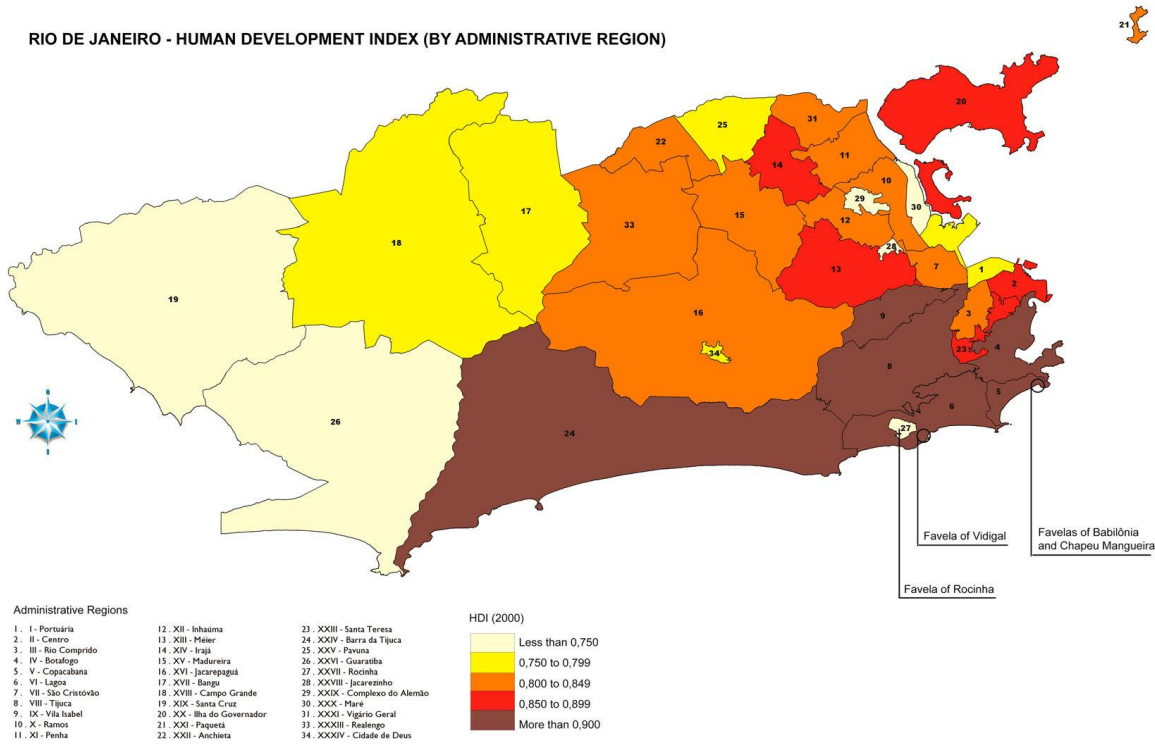 RIO DE JANEIRO - HUMAN DEVELOPMENT INDEX (BY ADMINISTRATIVE REGION)
21
20
31
25
22
14
11
10
29
30
17
33
15
12
18
28
13
7
1
2
19
16
9
3
34
23
4
8
5
6
26
24
27
N
W
E
S
Favela of Vidigal
Favelas of Babilônia
and Chapeu Mangueira
Favela of Rocinha
Administrative Regions
1 . I - Portuária
2 . II - Centro
3 . III - Rio Comprido
4 . IV - Botafogo
5 . V - Copacabana
6 . VI - Lagoa
7 . VII - São Cristóvão
8 . VIII - Tijuca
9 . IX - Vila Isabel
10 . X - Ramos
11 . XI - Penha
12 . XII - Inhaúma
13 . XIII - Méier
14 . XIV - Irajá
15 . XV - Madureira
16 . XVI - Jacarepaguá
17 . XVII - Bangu
18 . XVIII - Campo Grande
19 . XIX - Santa Cruz
20 . XX - Ilha do Governador
21 . XXI - Paquetá
22 . XXII - Anchieta
23 . XXIII - Santa Teresa
24 . XXIV - Barra da Tijuca
25 . XXV - Pavuna
26 . XXVI - Guaratiba
27 . XXVII - Rocinha
28 . XXVIII - Jacarezinho
29 . XXIX - Complexo do Alemão
30 . XXX - Maré
31 . XXXI - Vigário Geral
33 . XXXIII - Realengo
34 . XXXIV - Cidade de Deus
HDI (2000)
Less than 0,750
0,750 to 0,799
0,800 to 0,849
0,850 to 0,899
More than 0,900